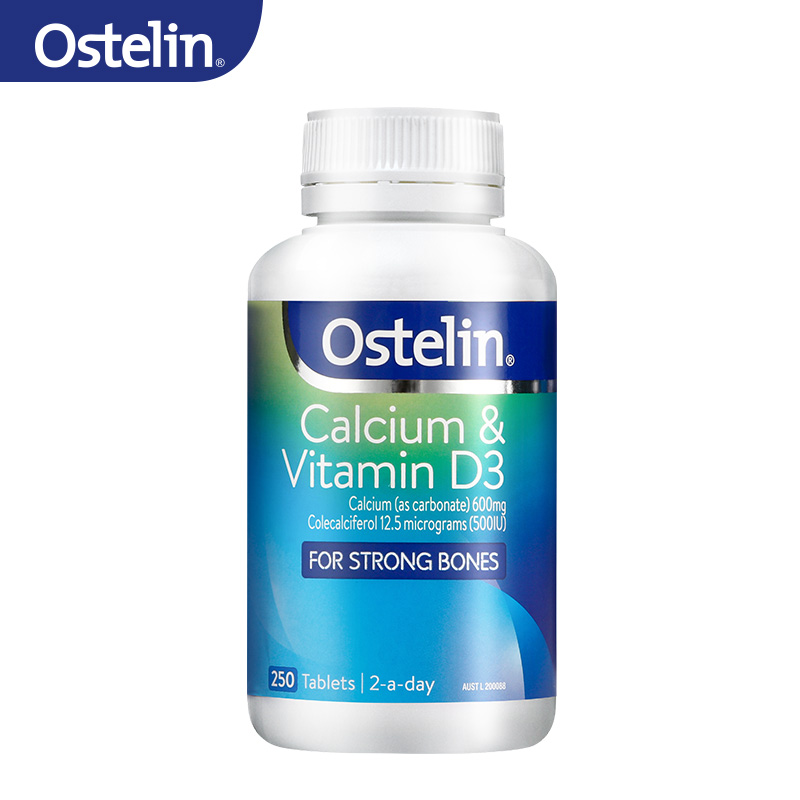 Ostelin®
Ostelin®
Calcium &
Vitamin D3
Calcium (as carbonate) 600mg
Colecalciferol 12.5 micrograms (500IU)
FOR STRONG BONES
250 Tablets | 2-a-day
AUST L 200088